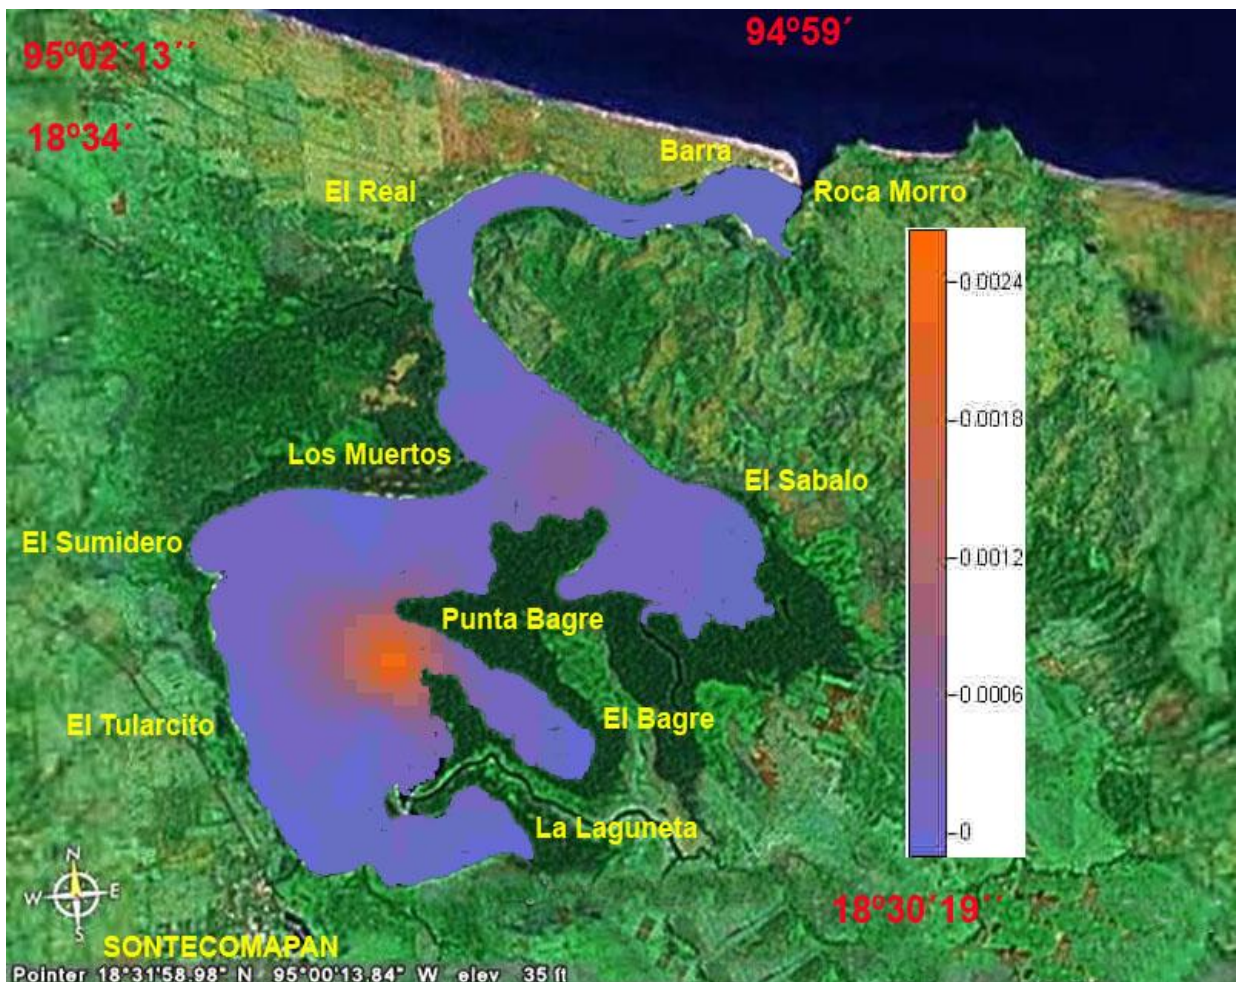 94º59´
95º02´13´´
18º34´
Barra
El Real
Roca Morro
0.0024
0.0018
Los Muertos
El Sabalo
El Sumidero
0.0012
Punta Bagre
0.0006
El Tularcito
El Bagre
La Laguneta
0
N
W E
S
18º30´19´´
SONTECOMAPAN
Pointer 18°31'58.98" N 95°00'13.84" W elev 35 ft